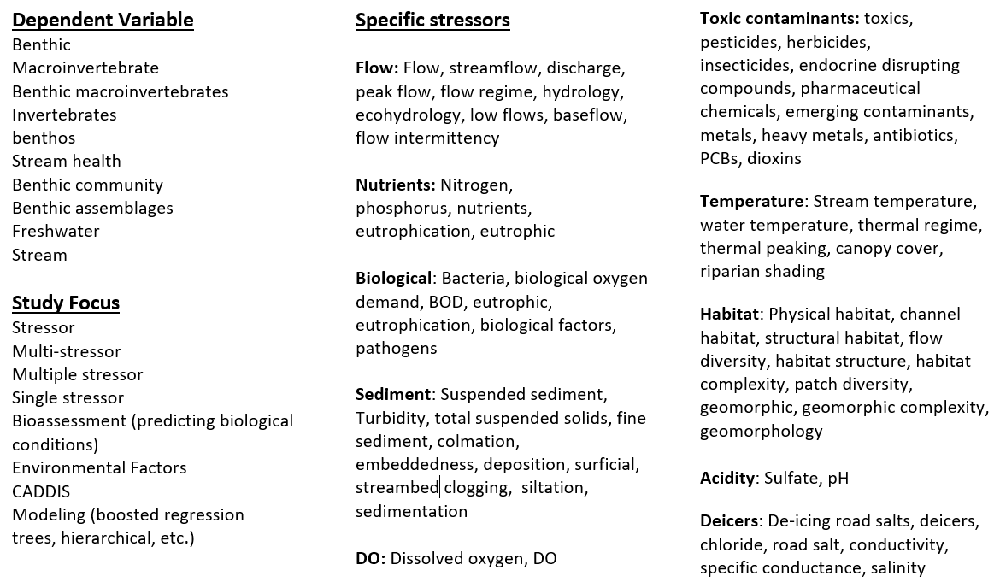 Dependent Variable
Benthic
Macroinvertebrate
Benthic macroinvertebrates
Invertebrates
benthos
Stream health
Benthic community
Benthic assemblages
Freshwater
Stream
Study Focus
Stressor
Multi-stressor
Multiple stressor
Single stressor
Bioassessment (predicting biological
conditions)
Environmental Factors
CADDIS
Modeling (boosted regression
trees, hierarchical, etc.)
Specific stressors
Flow: Flow, streamflow, discharge,
peak flow, flow regime, hydrology,
ecohydrology, low flows, baseflow,
flow intermittency
Nutrients: Nitrogen,
phosphorus, nutrients,
eutrophication, eutrophic
Biological: Bacteria, biological oxygen
demand, BOD, eutrophic,
eutrophication, biological factors,
pathogens
Sediment: Suspended sediment,
Turbidity, total suspended solids, fine
sediment, colmation,
embeddedness, deposition, surficial,
streambed clogging,  siltation,
sedimentation
DO: Dissolved oxygen, DO
Toxic contaminants: toxics,
pesticides, herbicides,
insecticides, endocrine disrupting
compounds, pharmaceutical
chemicals, emerging contaminants,
metals, heavy metals, antibiotics,
PCBs, dioxins
Temperature: Stream temperature,
water temperature, thermal regime,
thermal peaking, canopy cover,
riparian shading
Habitat: Physical habitat, channel
habitat, structural habitat, flow
diversity, habitat structure, habitat
complexity, patch diversity,
geomorphic, geomorphic complexity,
geomorphology
Acidity: Sulfate, pH
Deicers: De-icing road salts, deicers,
chloride, road salt, conductivity,
specific conductance, salinity